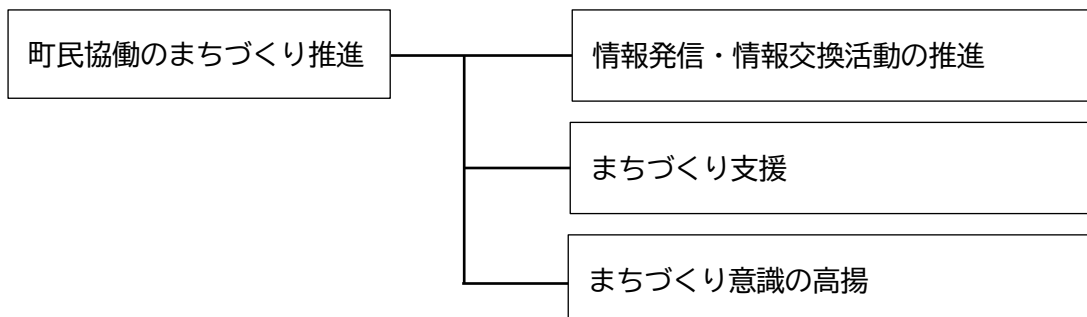 町民協働のまちづくり推進
情報発信・情報交換活動の推進
まちづくり支援
まちづくり意識の高揚